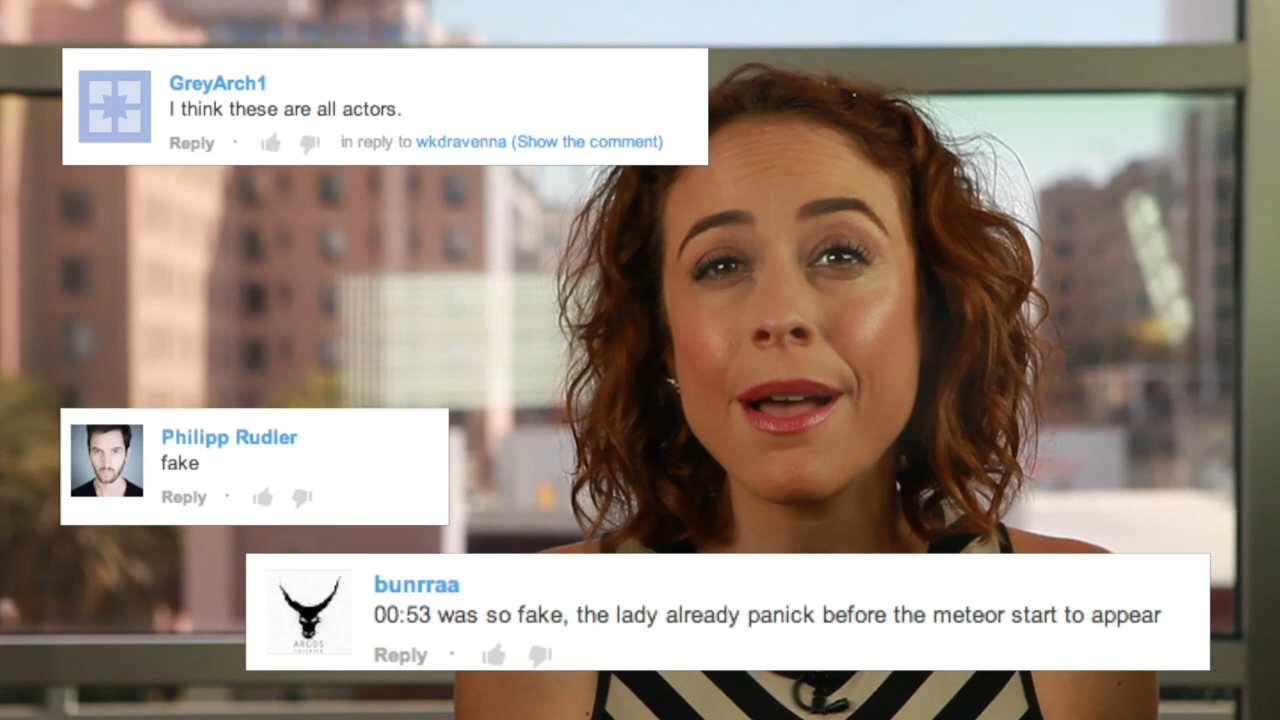 GreyArch1
I think these are all actors.
Reply · in reply to wkdravenna (Show the comment)
Philipp Rudler
fake
Reply ·
bunrraa
00:53 was so fake, the lady already panick before the meteor start to appear
ARGOS
Reply ·